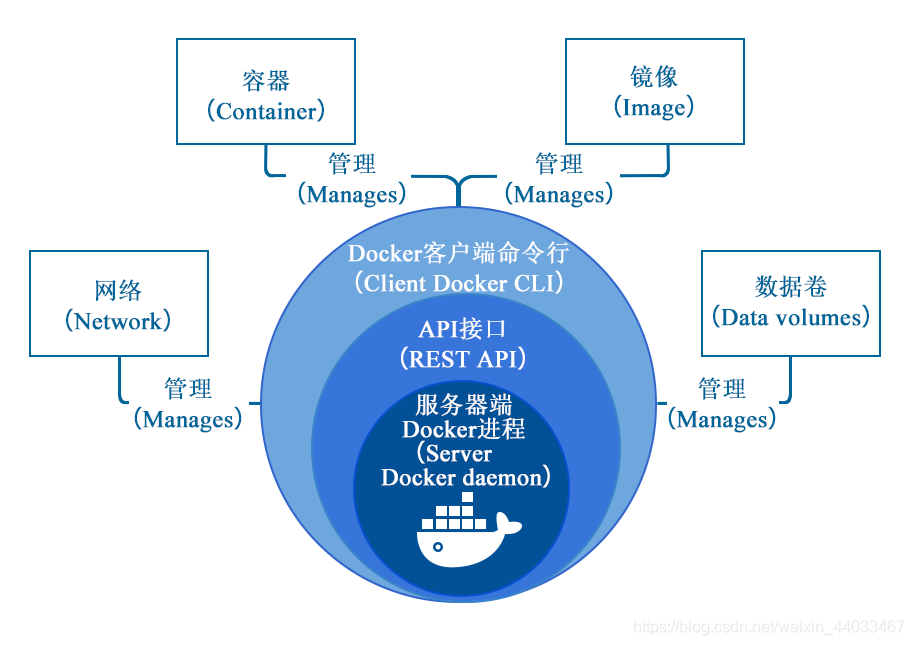 容器
（Container）
镜像
（Image）
管理
（Manages）
管理
（Manages）
网络
（Network）
数据卷
（Data volumes）
管理
（Manages）
管理
（Manages）
Docker客户端命令行
（Client Docker CLI）
API接口
（REST API）
服务器端
Docker进程
（Server
Docker daemon）
https://blog.csdn.net/weixin_44033467